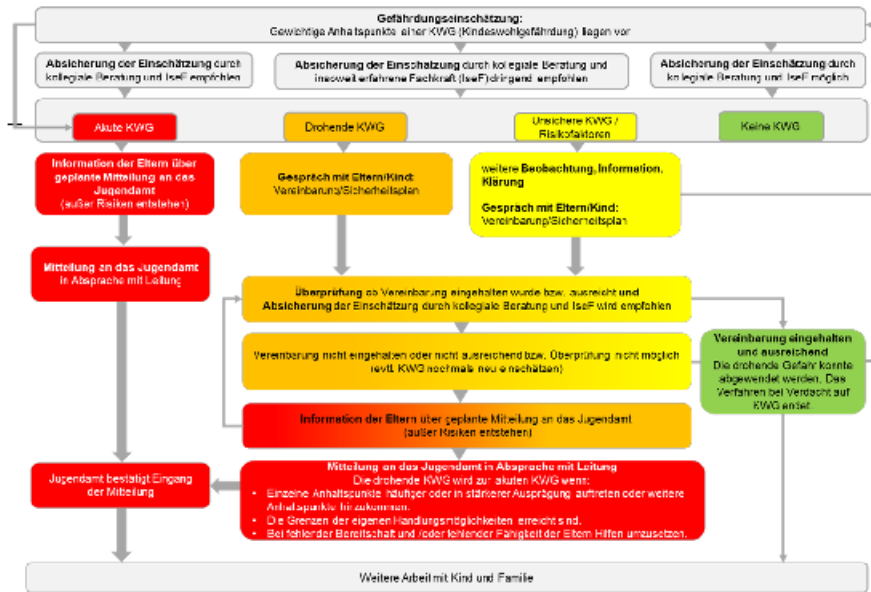 Gefährdungseinschätzung:
Gewichtige Anhaltspunkte einer KWG (Kindeswohlgefährdung) liegen vor
Absicherung der Einschätzung durch
kollegiale Beratung und IseF empfohlen
Absicherung der Einschätzung durch kollegiale Beratung und
insoweit erfahrene Fachkraft (IseF) dringend empfohlen
Absicherung der Einschätzung durch
kollegiale Beratung und IseF möglich
Akute KWG
Drohende KWG
Unsichere KWG /
Risikofaktoren
Keine KWG
Information der Eltern über
geplante Mitteilung an das
Jugendamt
(außer Risiken entstehen)
Gespräch mit Eltern/Kind:
Vereinbarung/Sicherheitsplan
weitere Beobachtung, Information,
Klärung
Gespräch mit Eltern/Kind:
Vereinbarung/Sicherheitsplan
Mitteilung an das Jugendamt
in Absprache mit Leitung
Überprüfung ob Vereinbarung eingehalten wurde bzw. ausreicht und
Absicherung der Einschätzung durch kollegiale Beratung und IseF wird empfohlen
Vereinbarung nicht eingehalten oder nicht ausreichend bzw. Überprüfung nicht möglich
(evtl. KWG nochmals neu einschätzen)
Vereinbarung eingehalten
und ausreichend
Die drohende Gefahr konnte
abgewendet werden. Das
Verfahren bei Verdacht auf
KWG endet.
Information der Eltern über geplante Mitteilung an das Jugendamt
(außer Risiken entstehen)
Jugendamt bestätigt Eingang
der Mitteilung
Mitteilung an das Jugendamt in Absprache mit Leitung
Die drohende KWG wird zur akuten KWG wenn:
• Einzelne Anhaltspunkte häufiger oder in stärkerer Ausprägung auftreten oder weitere
Anhaltspunkte hinzukommen.
• Die Grenzen der eigenen Handlungsmöglichkeiten erreicht sind.
• Bei fehlender Bereitschaft und /oder fehlender Fähigkeit der Eltern Hilfen umzusetzen.
Weitere Arbeit mit Kind und Familie